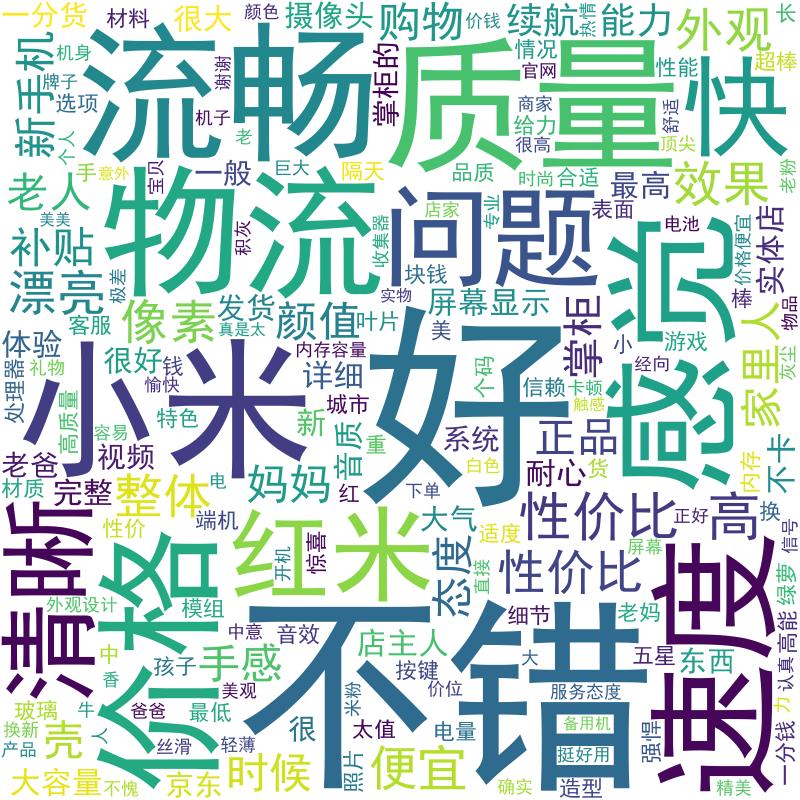 一分货
材料
很大
颜色
摄像头
购物
价钱
续航
热情
能力
外观
长
机身
牌子
选项
新手机
流畅
谢谢
机子
掌柜的
质量
情况
官网
商家
给力
很高
性能
舒适
超棒
顶尖
快
个人
老
手
意外
宝贝
一般
巨大
隔天
品质
时尚
合适
最高
效果
老粉
老人
美美
物流
积灰
收集器
问题
店家
专业
表面
感觉
电池
价格便宜
实体店
补贴
漂亮
极差
实物
块钱
屏幕显示
棒
物品
客服
像素
发货
真是太
颜值
叶片
美
掌柜
小
游戏
家里人
灰尘
体验
处理器
礼物
很好
钱
愉快
内存容量
详细
好
个码
信赖
卡顿
经向
触感
小米
高质量
容易
特色
新
城市
音质
重
系统
正品
不卡
老爸
视频
白色
耐心
货
内存
材质
完整
整体
电
妈妈
红
下单
性价
端机
惊喜
红米
大气
适度
性价比
高
正好
换
信号
清晰
价格
开机
态度
直接
性价比
屏幕
速度
绿萝
外观设计
模组
不错
细节
老妈
认真
高能
中
中意
音效
店主人
香
孩子
手感
按键
大
五星
东西
玻璃
牛
爸爸
美观
米粉
价位
服务态度
力
换新
壳
最低
很
太值
电量
备用机
强悍
一分钱
产品
人
丝滑
轻薄
照片
便宜
挺好用
大容量
不愧
京东
时候
确实
造型
精美